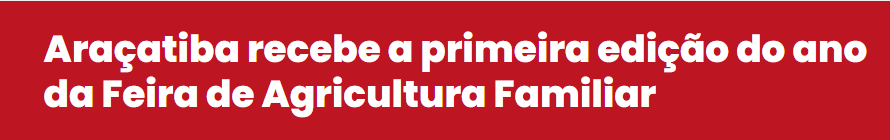 Araçatiba recebe a primeira edição do ano
da Feira de Agricultura Familiar